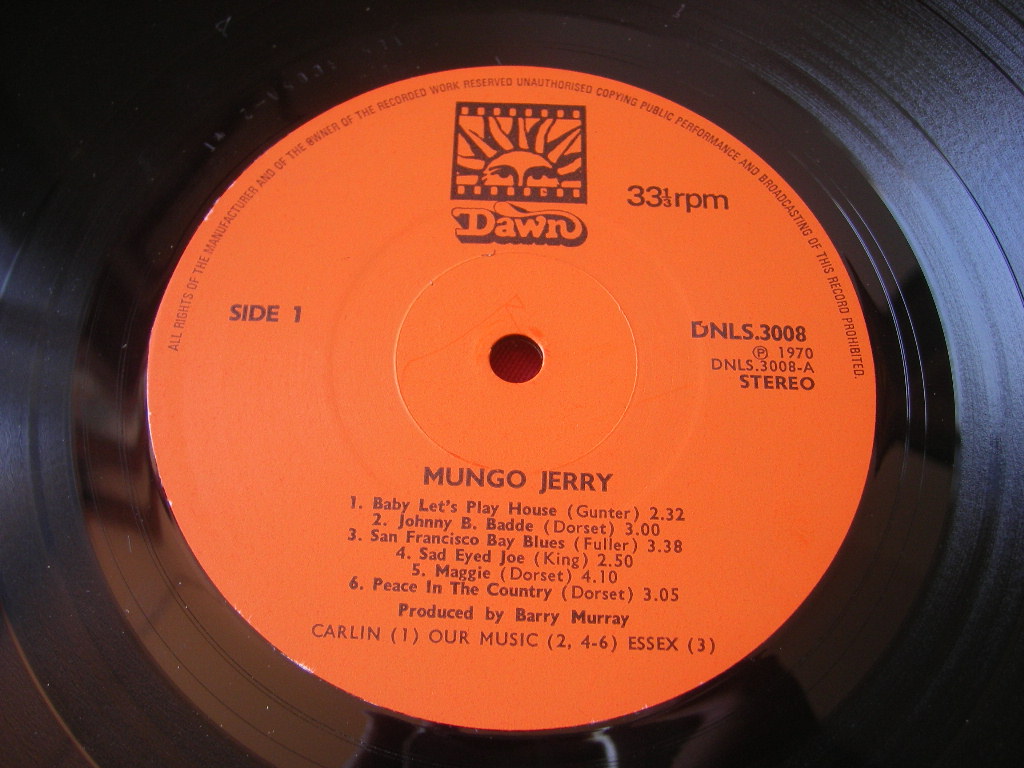 ALL RIGHTS OF THE MANUFACTURER AND OF THE OWNER OF THE RECORDED WORK RESERVED UNAUTHORISED COPYING PUBLIC PERFORMANCE AND BROADCASTING OF THIS RECORD PROHIBITED.
Dawn
33⅓rpm
SIDE 1
DNLS.3008
Ⓟ 1970
DNLS.3008-A
STEREO
MUNGO JERRY
1. Baby Let's Play House (Gunter) 2.32
2. Johnny B. Badde (Dorset) 3.00
3. San Francisco Bay Blues (Fuller) 3.38
4. Sad Eyed Joe (King) 2.50
5. Maggie (Dorset) 4.10
6. Peace In The Country (Dorset) 3.05
Produced by Barry Murray
CARLIN (1) OUR MUSIC (2, 4-6) ESSEX (3)